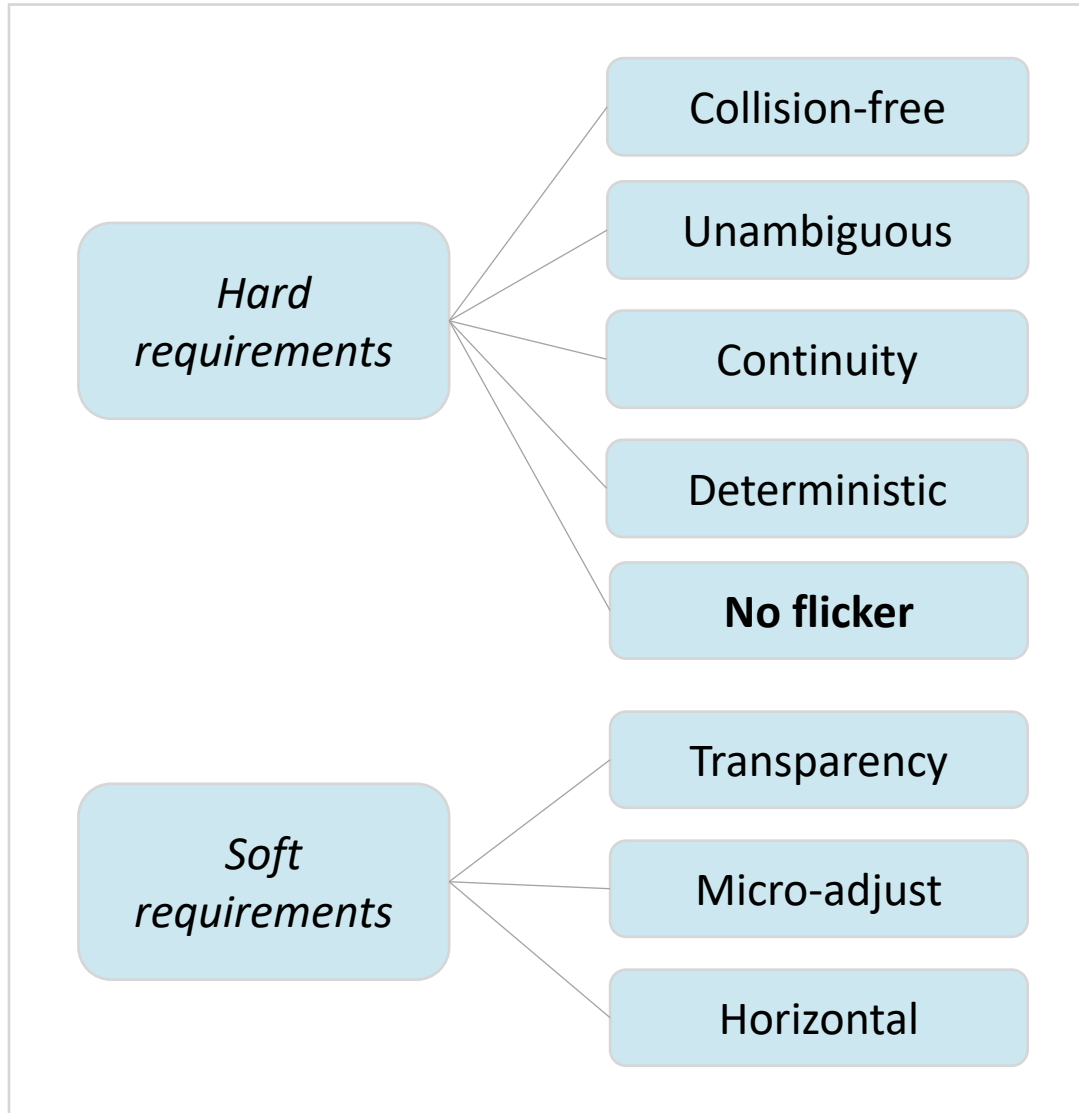 Hard
requirements
Collision-free
Unambiguous
Continuity
Deterministic
No flicker
Soft
requirements
Transparency
Micro-adjust
Horizontal